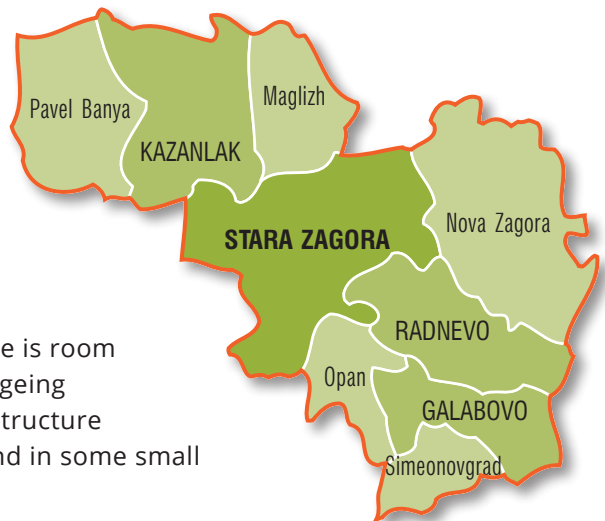 Pavel Banya
Maglizh
KAZANLAK
STARA ZAGORA
Nova Zagora
RADNEVO
Opan
GALABOVO
Simeonovgrad
e is room
geing
structure
nd in some small